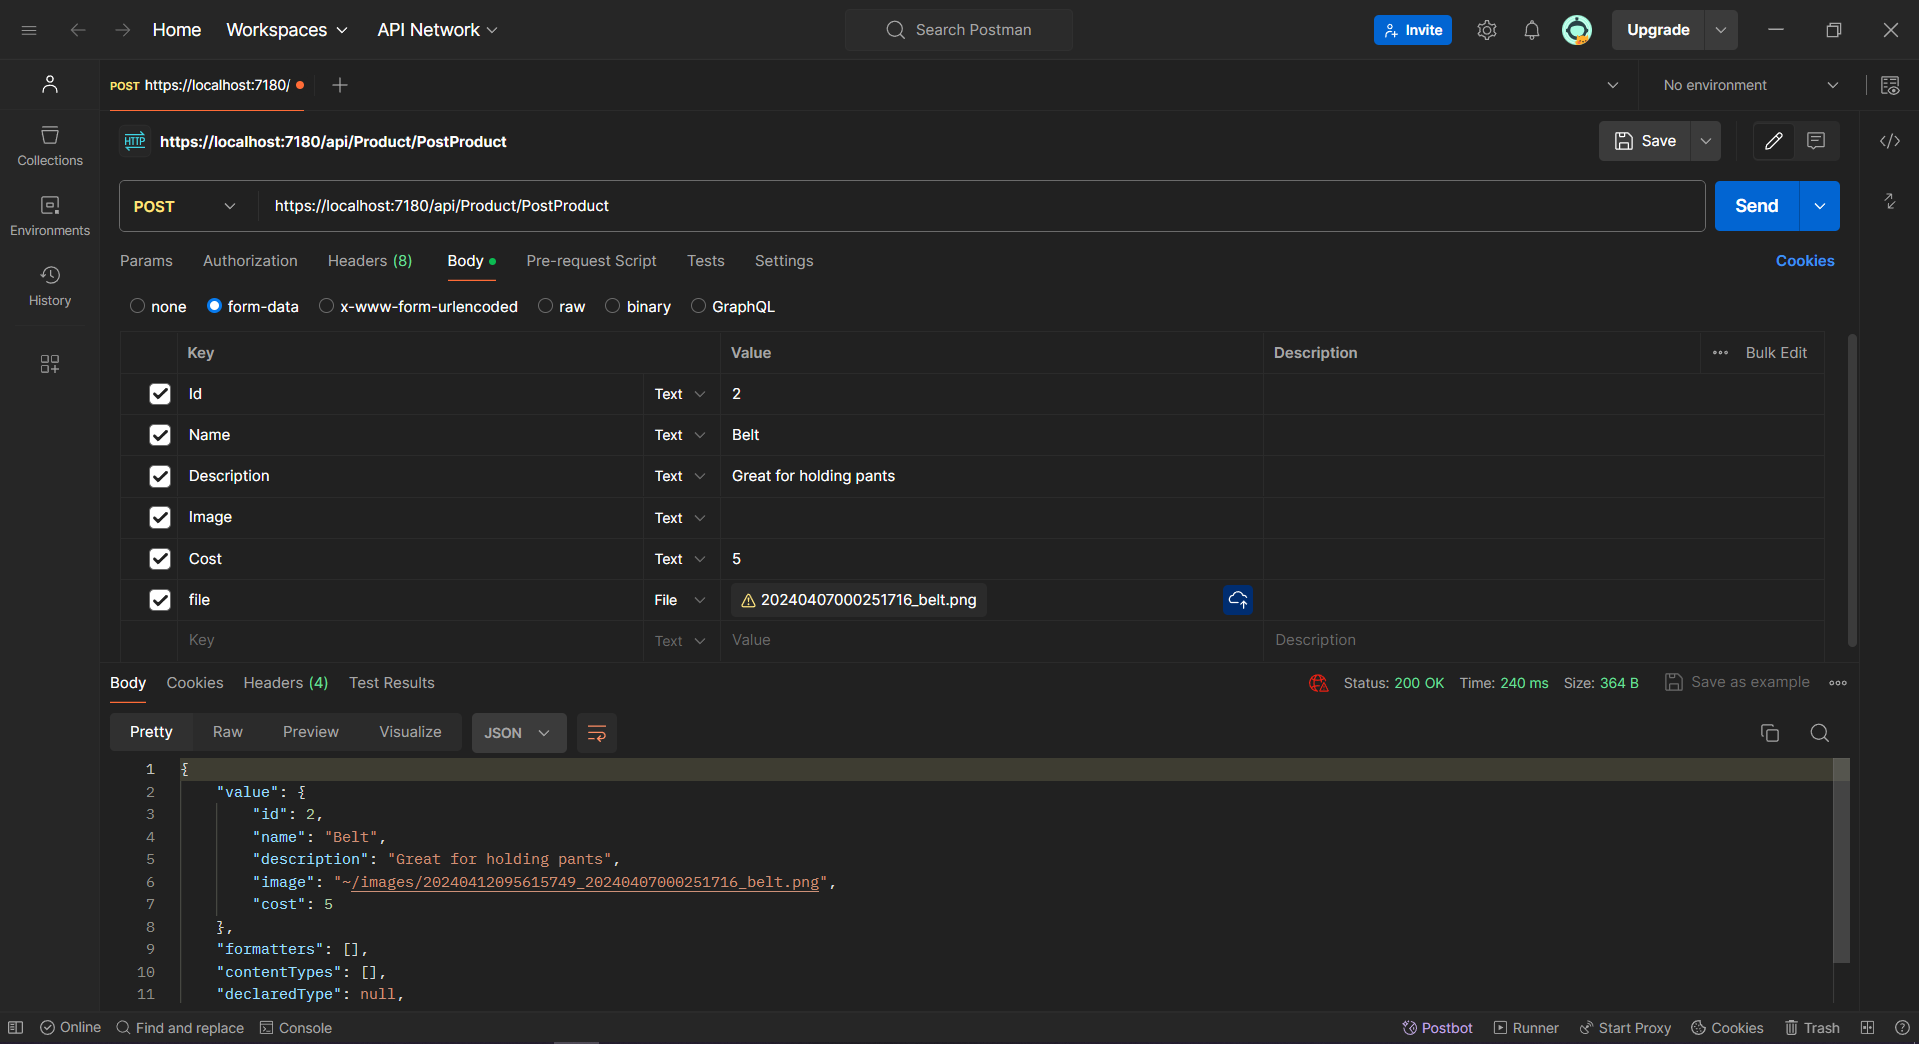 Home Workspaces API Network Search Postman Invite Upgrade
POST https://localhost:7180/ No environment
HTTP https://localhost:7180/api/Product/PostProduct Save
Collections
POST https://localhost:7180/api/Product/PostProduct Send
Environments
Params Authorization Headers (8) Body Pre-request Script Tests Settings Cookies
History
none form-data x-www-form-urlencoded raw binary GraphQL
Key Value Description Bulk Edit
Id Text 2
Name Text Belt
Description Text Great for holding pants
Image Text
Cost Text 5
file File 20240407000251716_belt.png
Key Text Value Description
Body Cookies Headers (4) Test Results Status: 200 OK Time: 240 ms Size: 364 B Save as example
Pretty Raw Preview Visualize JSON
1 {
2 "value": {
3 "id": 2,
4 "name": "Belt",
5 "description": "Great for holding pants",
6 "image": "~/images/20240412095615749_20240407000251716_belt.png",
7 "cost": 5
8 },
9 "formatters": [],
10 "contentTypes": [],
11 "declaredType": null,
Online Find and replace Console Postbot Runner Start Proxy Cookies Trash